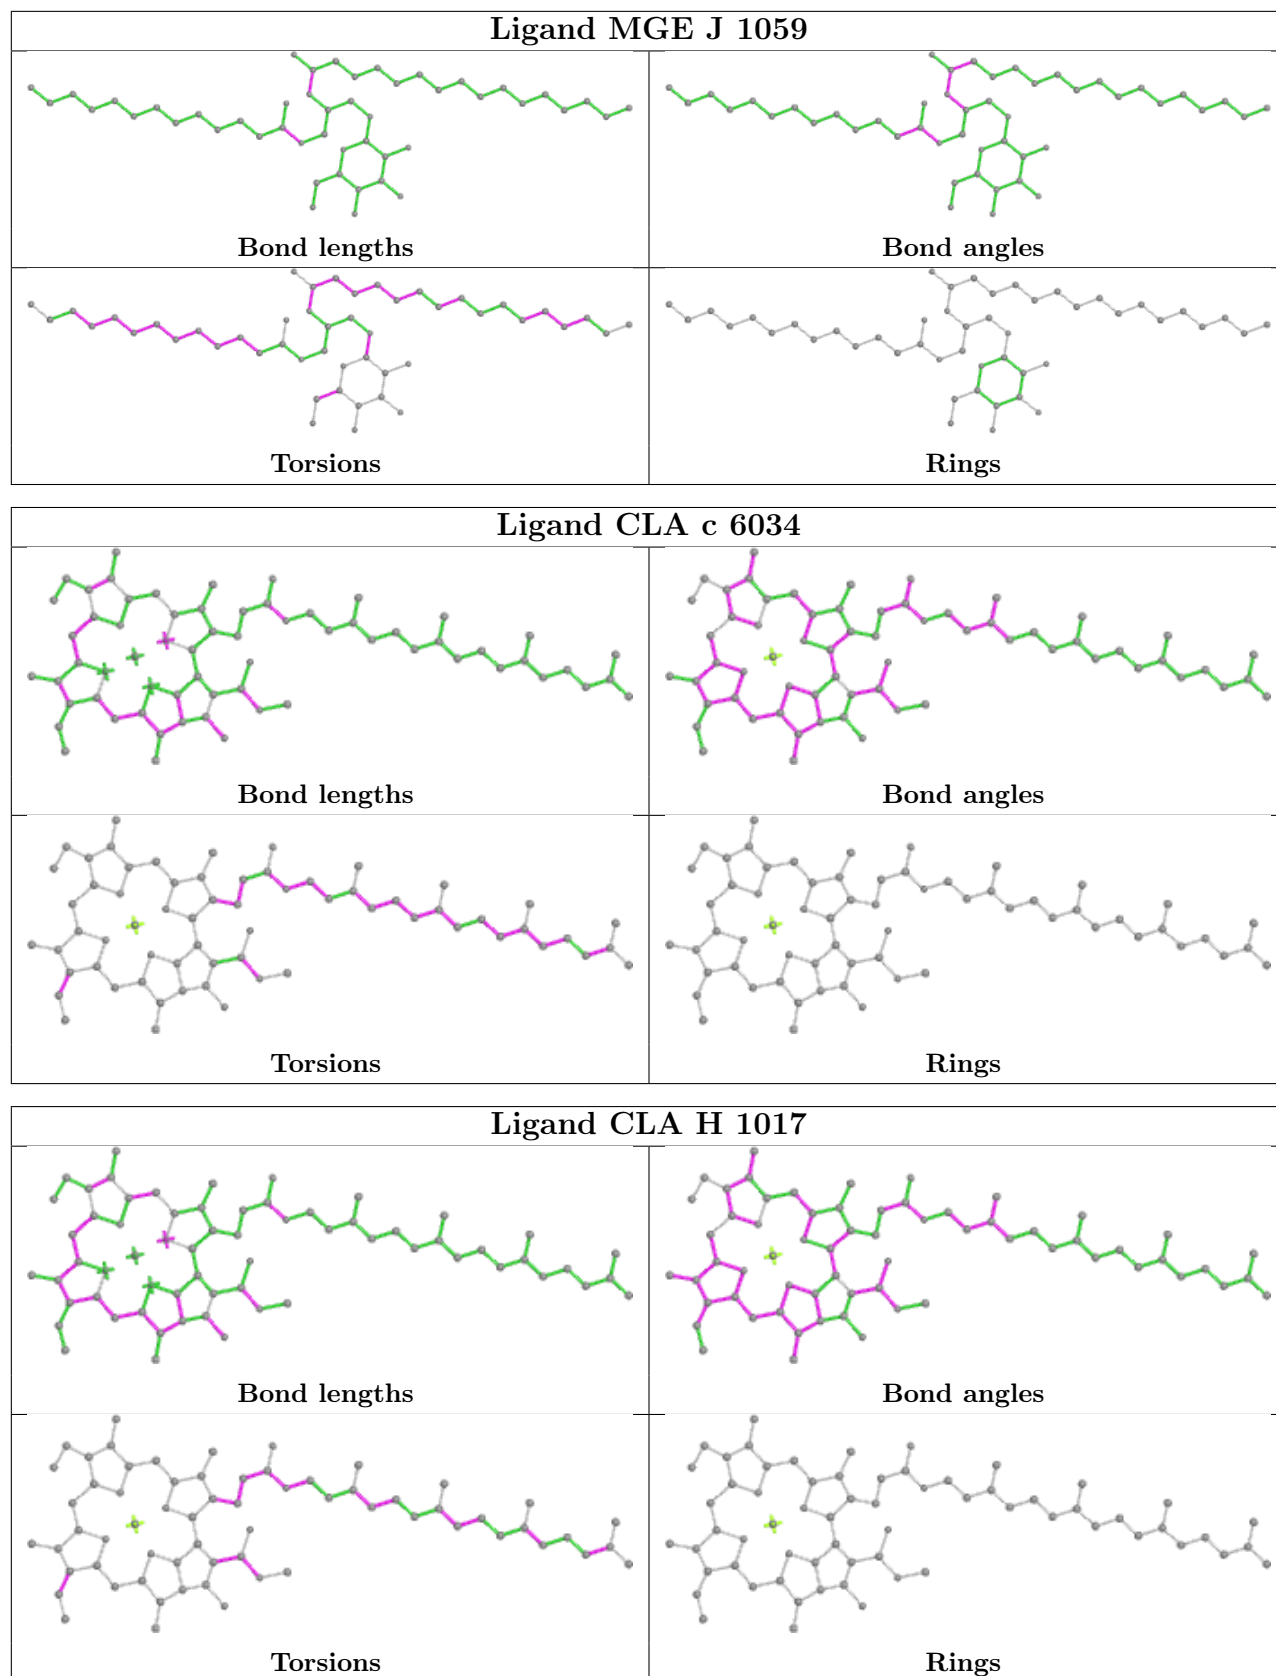 Ligand MGE J 1059
Bond lengths
Bond angles
Torsions
Rings
Ligand CLA c 6034
Bond lengths
Bond angles
Torsions
Rings
Ligand CLA H 1017
Bond lengths
Bond angles
Torsions
Rings